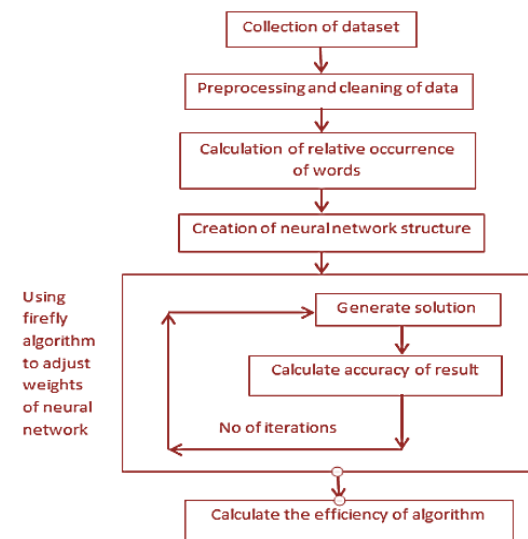 Collection of dataset
Preprocessing and cleaning of data
Calculation of relative occurrence
of words
Creation of neural network structure
Using
firefly
algorithm
to adjust
weights
of neural
network
Generate solution
Calculate accuracy of result
No of iterations
Calculate the efficiency of algorithm